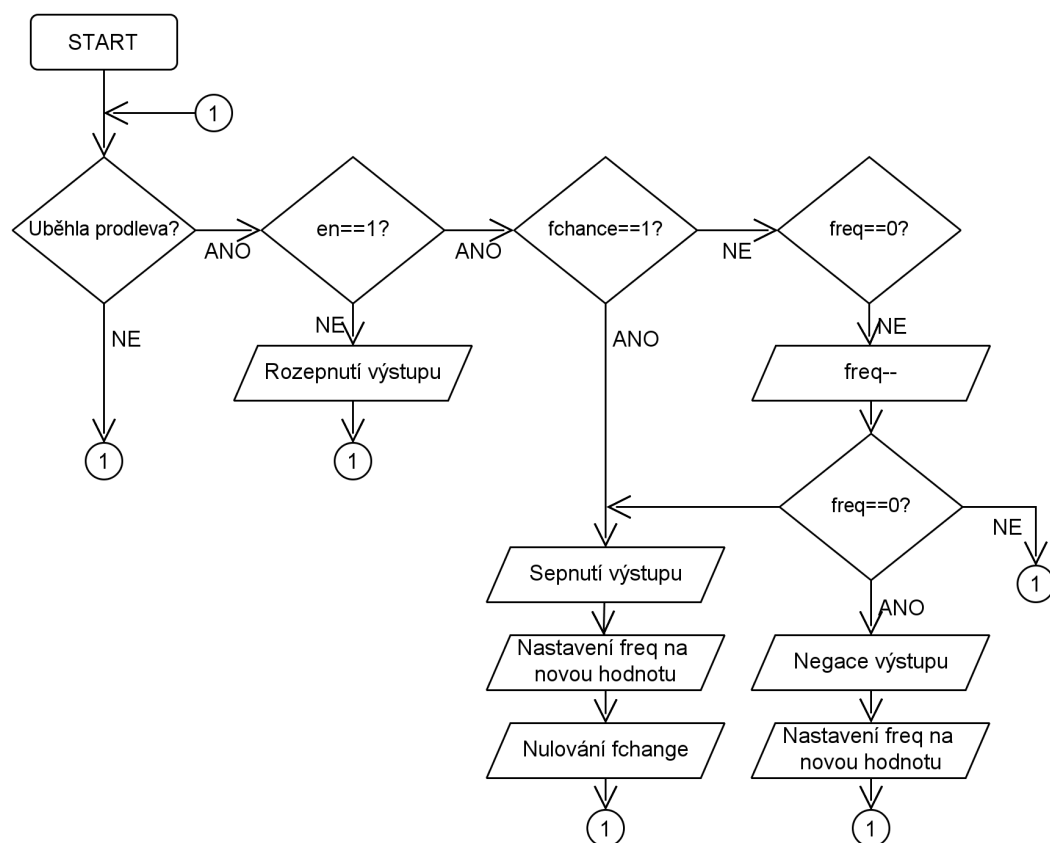 START
1
Uběhla prodleva?
ANO
en==1?
ANO
fchance==1?
NE
freq==0?
NE
NE
ANO
NE
Rozepnutí výstupu
freq--
1
1
freq==0?
NE
1
Sepnutí výstupu
ANO
Nastavení freq na
novou hodnotu
Negace výstupu
Nulování fchange
Nastavení freq na
novou hodnotu
1
1